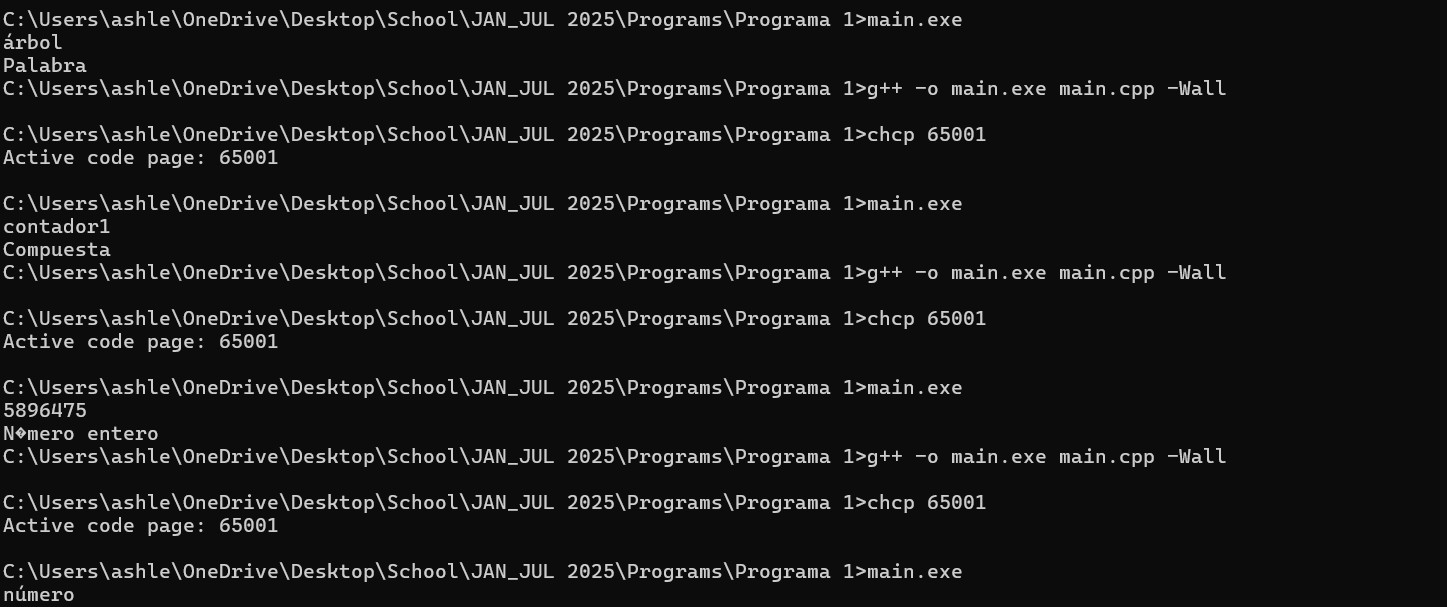 C:\Users\ashle\OneDrive\Desktop\School\JAN_JUL 2025\Programs\Programa 1>main.exe
árbol
Palabra
C:\Users\ashle\OneDrive\Desktop\School\JAN_JUL 2025\Programs\Programa 1>g++ -o main.exe main.cpp -Wall
C:\Users\ashle\OneDrive\Desktop\School\JAN_JUL 2025\Programs\Programa 1>chcp 65001
Active code page: 65001
C:\Users\ashle\OneDrive\Desktop\School\JAN_JUL 2025\Programs\Programa 1>main.exe
contador1
Compuesta
C:\Users\ashle\OneDrive\Desktop\School\JAN_JUL 2025\Programs\Programa 1>g++ -o main.exe main.cpp -Wall
C:\Users\ashle\OneDrive\Desktop\School\JAN_JUL 2025\Programs\Programa 1>chcp 65001
Active code page: 65001
C:\Users\ashle\OneDrive\Desktop\School\JAN_JUL 2025\Programs\Programa 1>main.exe
5896475
N�mero entero
C:\Users\ashle\OneDrive\Desktop\School\JAN_JUL 2025\Programs\Programa 1>g++ -o main.exe main.cpp -Wall
C:\Users\ashle\OneDrive\Desktop\School\JAN_JUL 2025\Programs\Programa 1>chcp 65001
Active code page: 65001
C:\Users\ashle\OneDrive\Desktop\School\JAN_JUL 2025\Programs\Programa 1>main.exe
número